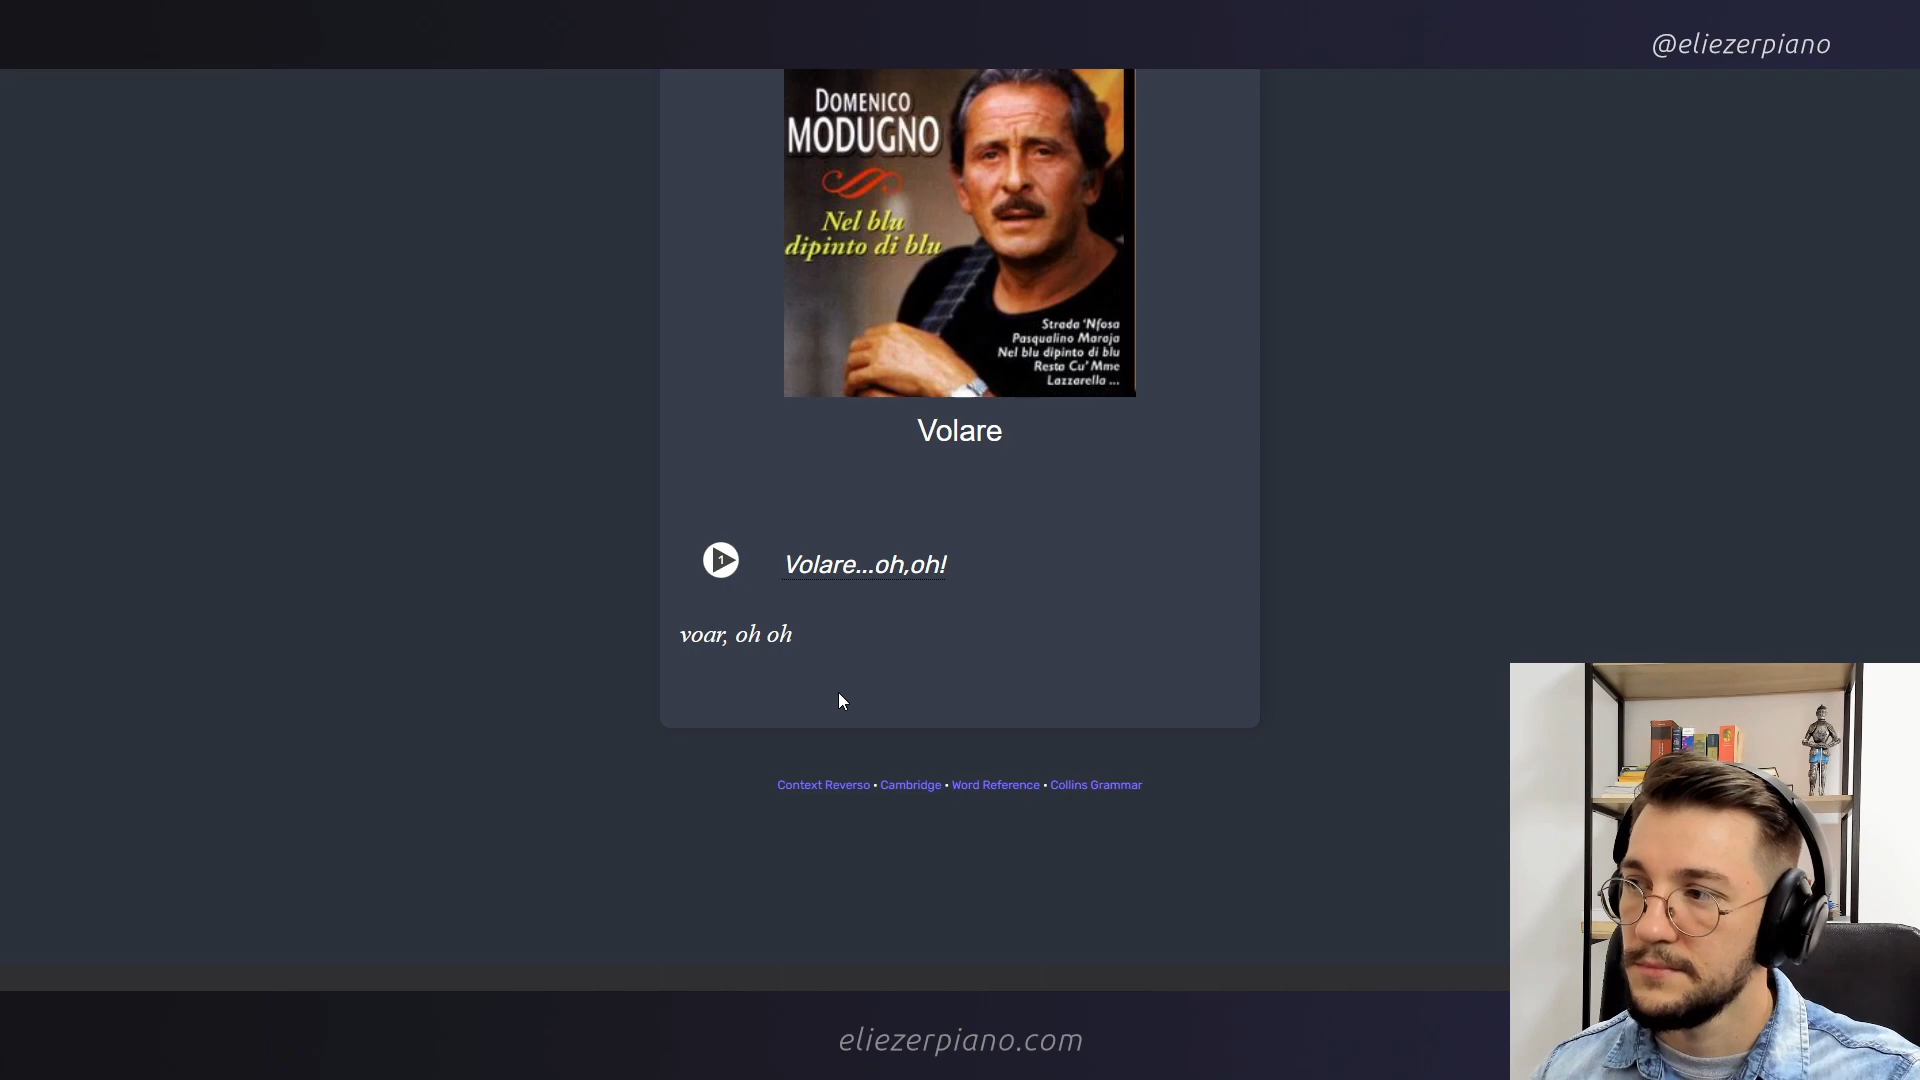 @eliezerpiano
DOMENICO
MODUGNO
Nel blu
dipinto di blu
Strada 'Nfosa
Pasqualino Maraja
Nel blu dipinto di blu
Resta Cu' Mme
Lazzarella ...
Volare
1
Volare...oh,oh!
voar, oh oh
Context Reverso • Cambridge • Word Reference • Collins Grammar
eliezerpiano.com